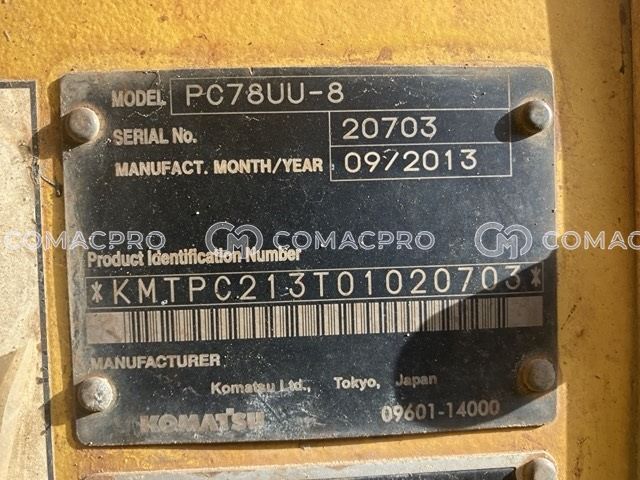 MODEL PC78UU-8
SERIAL No. 20703
MANUFACT. MONTH/YEAR 09/2013
COMACPRO COMACPRO COMACPRO
Product Identification Number
*KMTPC213T01020703*
MANUFACTURER
Komatsu Ltd., Tokyo, Japan
KOMATSU 09601-14000